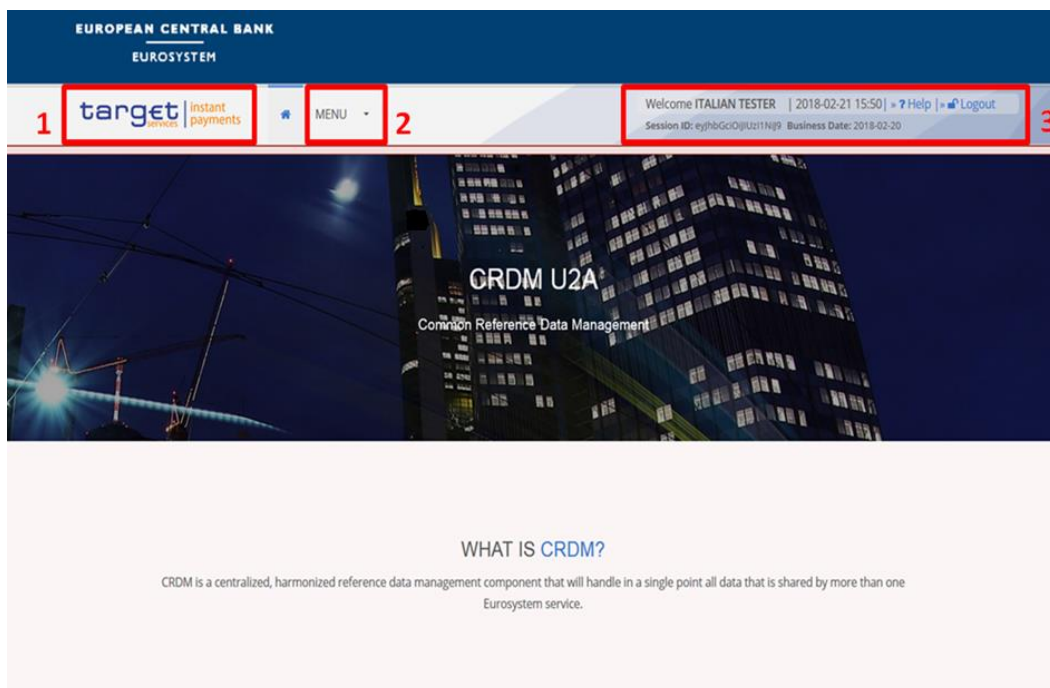 EUROPEAN CENTRAL BANK
EUROSYSTEM
1
target services | instant payments
MENU
2
Welcome ITALIAN TESTER | 2018-02-21 15:50| » ? Help |» Logout
Session ID: eyJhbGciOiJIUzI1NiJ9 Business Date: 2018-02-20
3
CRDM U2A
Common Reference Data Management
WHAT IS CRDM?
CRDM is a centralized, harmonized reference data management component that will handle in a single point all data that is shared by more than one
Eurosystem service.